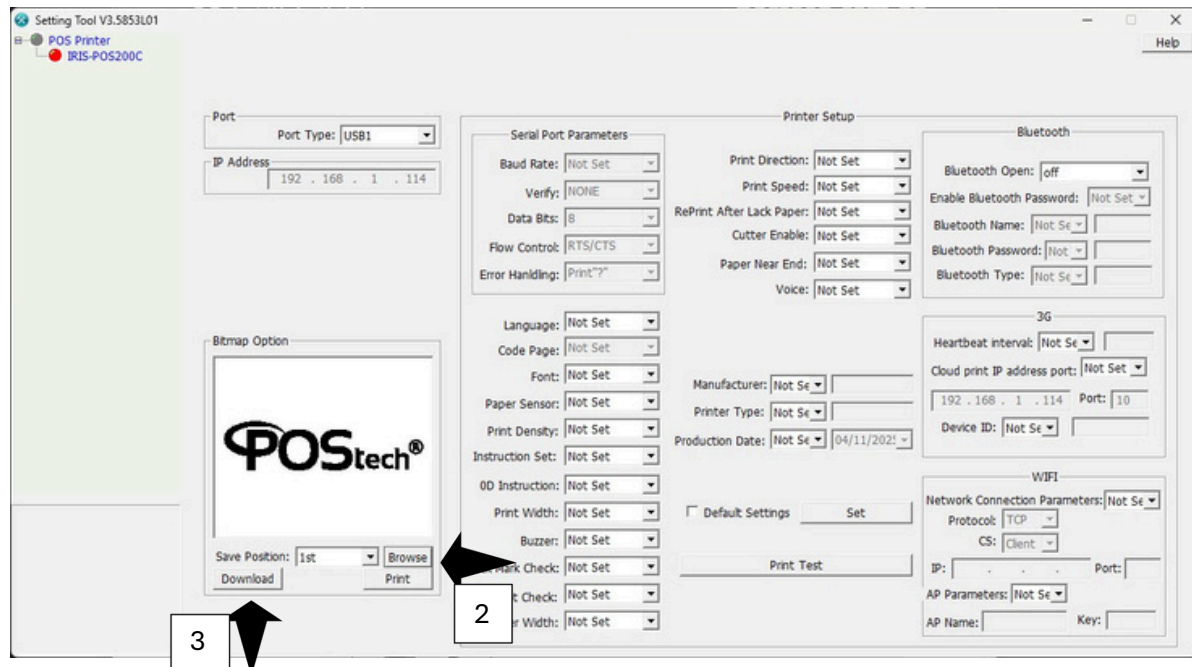 Setting Tool V3.5853L01
Help
POS Printer
IRIS-POS200C
Port
Port Type: USB1
IP Address
192 . 168 . 1 . 114
Bitmap Option
POStech®
Save Position: 1st
Browse
Download
Print
2
3
Printer Setup
Serial Port Parameters
Baud Rate: Not Set
Verify: NONE
Data Bits: 8
Flow Control: RTS/CTS
Error Hanldling: Print"?"
Language: Not Set
Code Page: Not Set
Font: Not Set
Paper Sensor: Not Set
Print Density: Not Set
Instruction Set: Not Set
0D Instruction: Not Set
Print Width: Not Set
Buzzer: Not Set
Mark Check: Not Set
Check: Not Set
Width: Not Set
Print Direction: Not Set
Print Speed: Not Set
RePrint After Lack Paper: Not Set
Cutter Enable: Not Set
Paper Near End: Not Set
Voice: Not Set
Manufacturer: Not Se
Printer Type: Not Se
Production Date: Not Se 04/11/202
Default Settings
Set
Print Test
Bluetooth
Bluetooth Open: off
Enable Bluetooth Password: Not Set
Bluetooth Name: Not Se
Bluetooth Password: Not
Bluetooth Type: Not Se
3G
Heartbeat interval: Not Se
Cloud print IP address port: Not Set
192 . 168 . 1 . 114 Port: 10
Device ID: Not Se
WIFI
Network Connection Parameters: Not Se
Protocol: TCP
CS: Client
IP: . . . Port:
AP Parameters: Not Se
AP Name: Key: